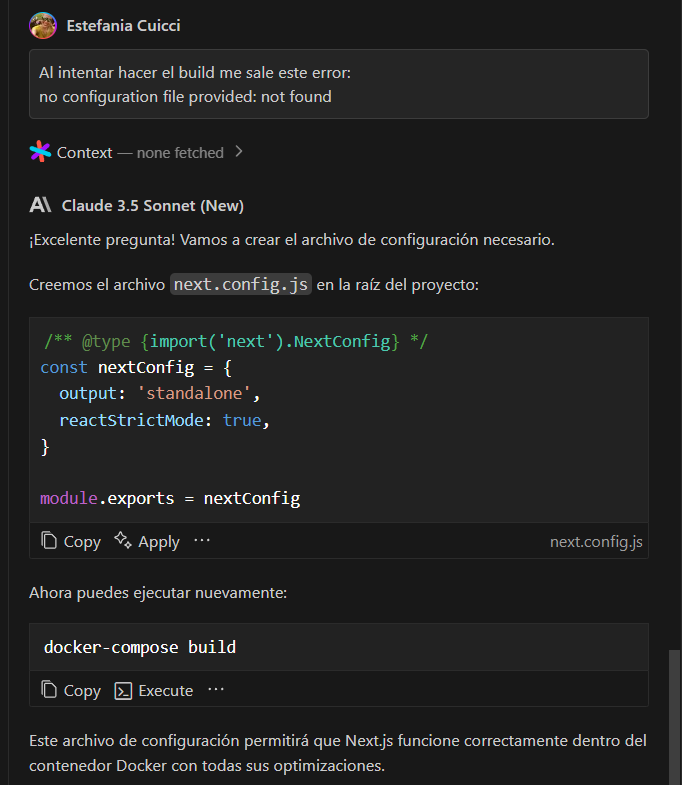 Estefania Cuicci
Al intentar hacer el build me sale este error:
no configuration file provided: not found
Context — none fetched
Claude 3.5 Sonnet (New)
¡Excelente pregunta! Vamos a crear el archivo de configuración necesario.
Creemos el archivo next.config.js en la raíz del proyecto:
/** @type {import('next').NextConfig} */
const nextConfig = {
  output: 'standalone',
  reactStrictMode: true,
}
module.exports = nextConfig
Copy Apply ··· next.config.js
Ahora puedes ejecutar nuevamente:
docker-compose build
Copy Execute ···
Este archivo de configuración permitirá que Next.js funcione correctamente dentro del
contenedor Docker con todas sus optimizaciones.